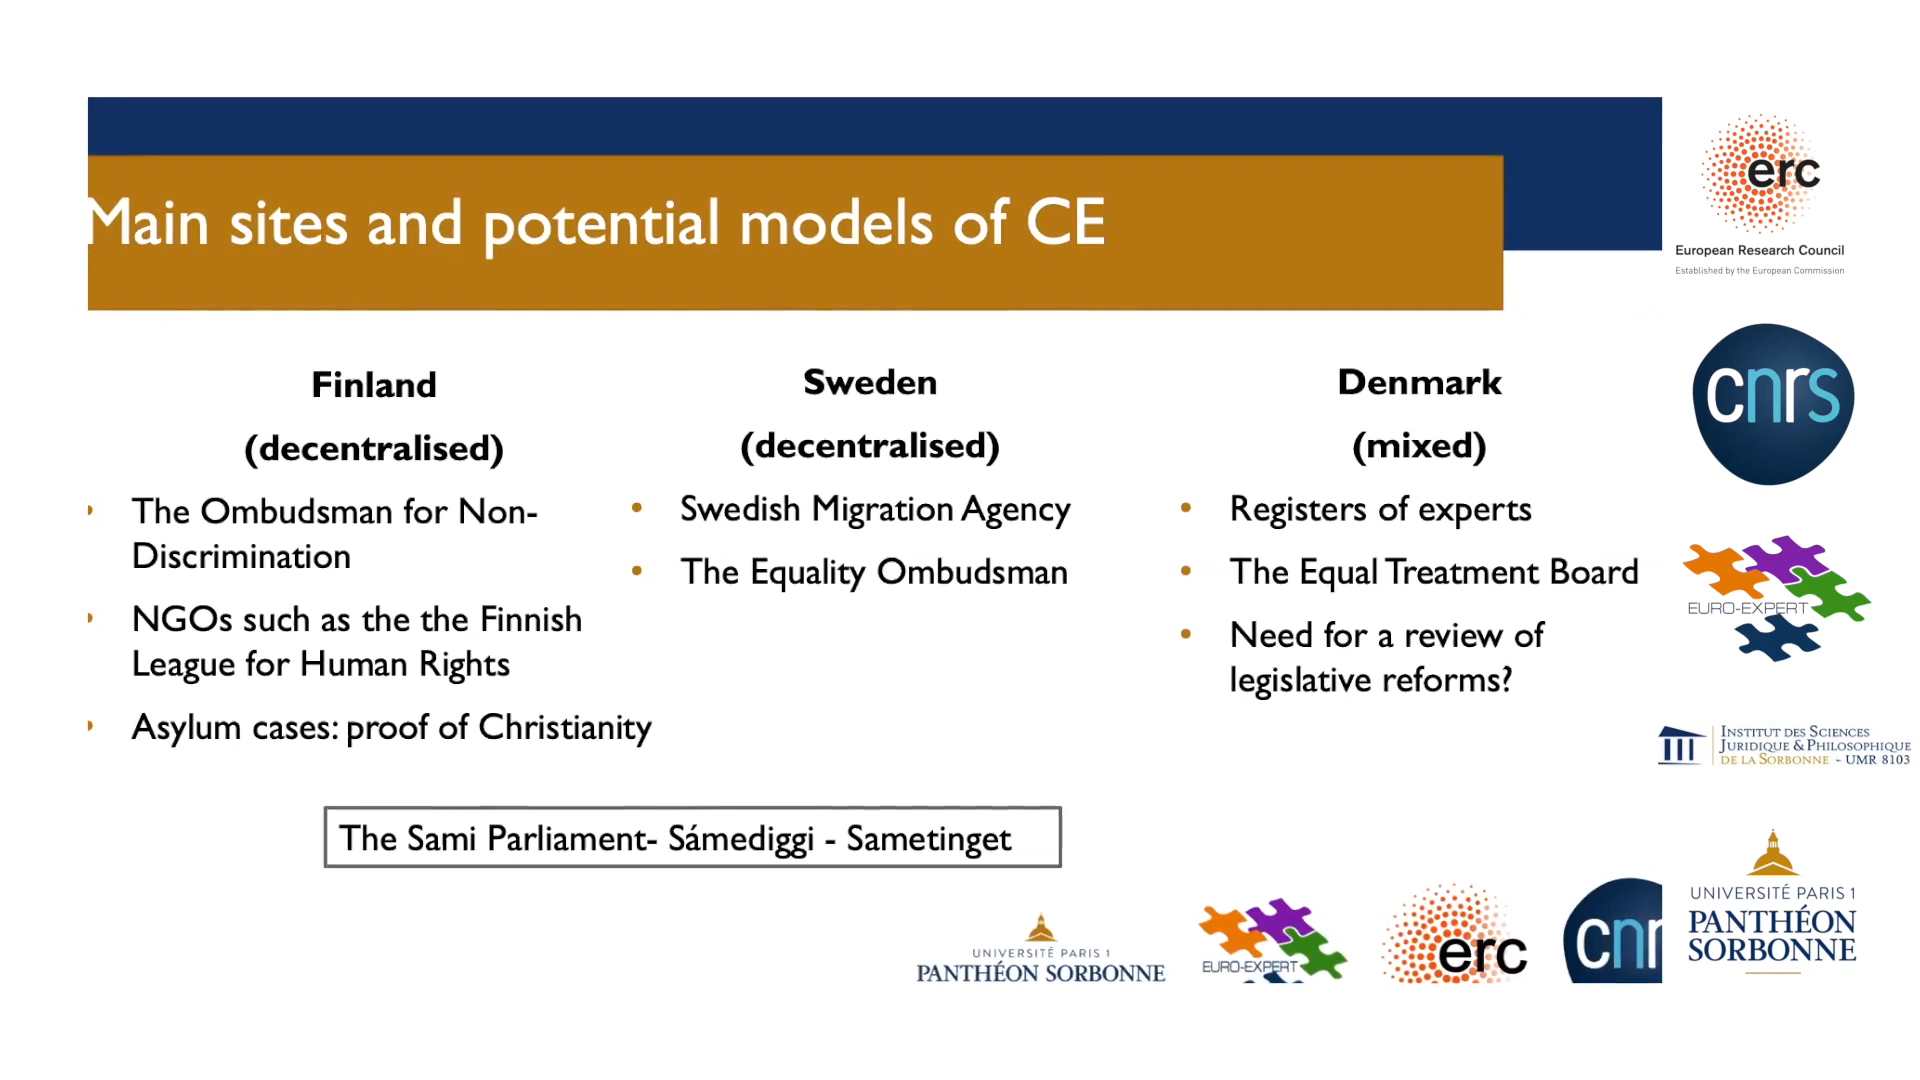 Main sites and potential models of CE
Finland
(decentralised)
The Ombudsman for Non-
Discrimination
NGOs such as the the Finnish
League for Human Rights
Asylum cases: proof of Christianity
Sweden
(decentralised)
Swedish Migration Agency
The Equality Ombudsman
Denmark
(mixed)
Registers of experts
The Equal Treatment Board
Need for a review of
legislative reforms?
The Sami Parliament- Sámediggi - Sametinget
UNIVERSITÉ PARIS 1
PANTHÉON SORBONNE
EURO-EXPERT
erc
cnr
erc
European Research Council
Established by the European Commission
cnrs
EURO-EXPERT
INSTITUT DES SCIENCES
JURIDIQUE & PHILOSOPHIQUE
DE LA SORBONNE - UMR 8103
UNIVERSITÉ PARIS 1
PANTHÉON
SORBONNE